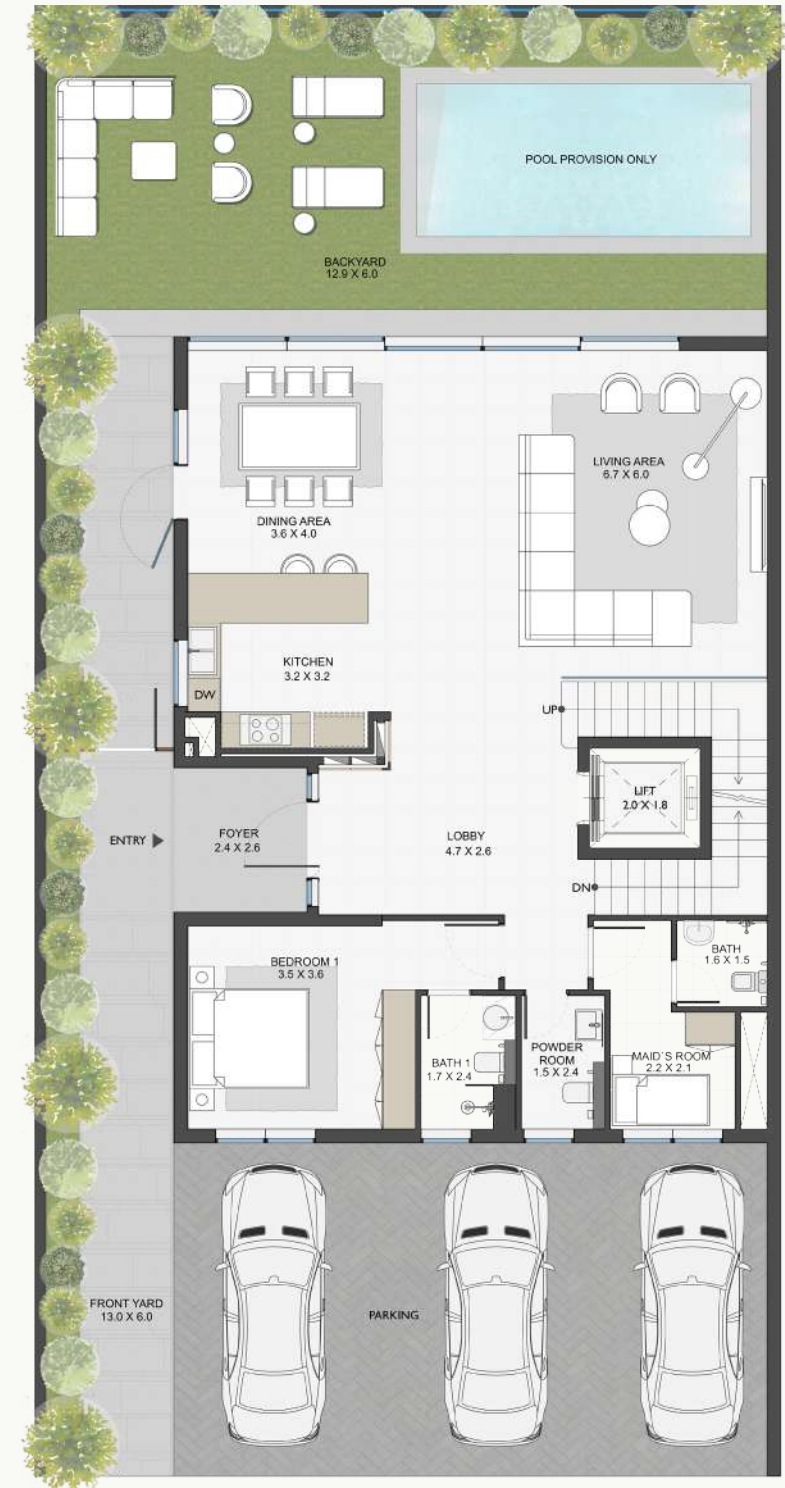 POOL PROVISION ONLY
BACKYARD
12.9 X 6.0
LIVING AREA
6.7 X 6.0
DINING AREA
3.6 X 4.0
KITCHEN
3.2 X 3.2
DW
UP
LIFT
2.0 X 1.8
ENTRY
FOYER
2.4 X 2.6
LOBBY
4.7 X 2.6
DN
BATH
1.6 X 1.5
BEDROOM 1
3.5 X 3.6
BATH 1
1.7 X 2.4
POWDER
ROOM
1.5 X 2.4
MAID`S ROOM
2.2 X 2.1
FRONT YARD
13.0 X 6.0
PARKING